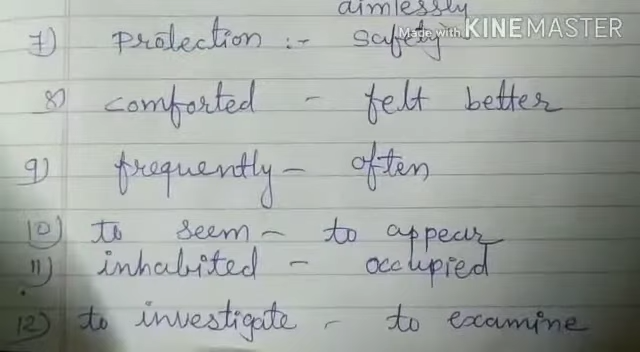 aimlessly
7) Protection :- safety
Made with KINEMASTER
8) comforted - felt better
9) frequently - often
10) to seem - to appear
11) inhabited - occupied
12) to investigate - to examine